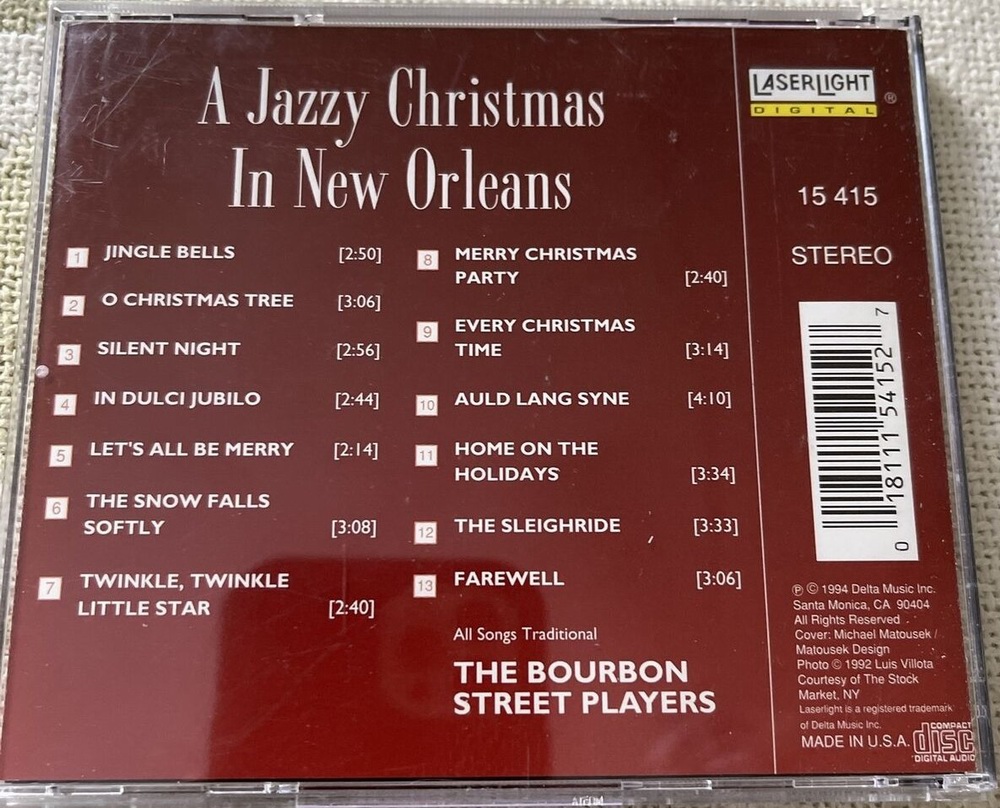 A Jazzy Christmas
In New Orleans
1 JINGLE BELLS [2:50]
2 O CHRISTMAS TREE [3:06]
3 SILENT NIGHT [2:56]
4 IN DULCI JUBILO [2:44]
5 LET'S ALL BE MERRY [2:14]
6 THE SNOW FALLS
SOFTLY [3:08]
7 TWINKLE, TWINKLE
LITTLE STAR [2:40]
8 MERRY CHRISTMAS
PARTY [2:40]
9 EVERY CHRISTMAS
TIME [3:14]
10 AULD LANG SYNE [4:10]
11 HOME ON THE
HOLIDAYS [3:34]
12 THE SLEIGHRIDE [3:33]
13 FAREWELL [3:06]
All Songs Traditional
THE BOURBON
STREET PLAYERS
LASERLIGHT ®
DIGITAL
15 415
STEREO
0 18111 54152 7
℗ © 1994 Delta Music Inc.
Santa Monica, CA 90404
All Rights Reserved
Cover: Michael Matousek /
Matousek Design
Photo © 1992 Luis Villota
Courtesy of The Stock
Market, NY
Laserlight is a registered trademark
of Delta Music Inc.
MADE IN U.S.A.
COMPACT
disc
DIGITAL AUDIO